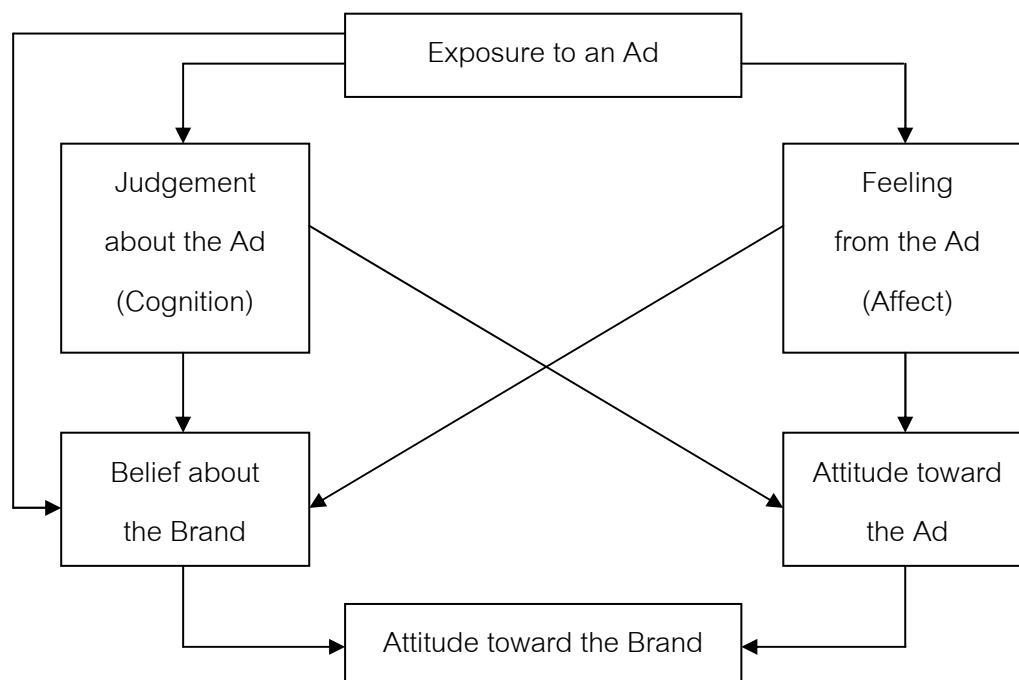 Exposure to an Ad
Judgement
about the Ad
(Cognition)
Feeling
from the Ad
(Affect)
Belief about
the Brand
Attitude toward
the Ad
Attitude toward the Brand